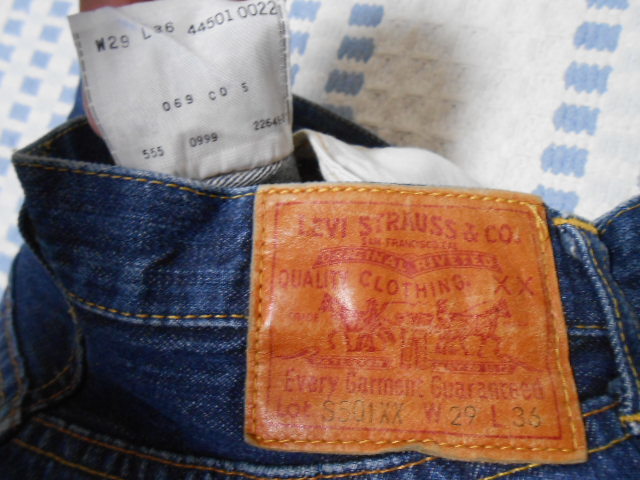 W29 L36 44501 0022
069 CO S
555 0999 22646
LEVI STRAUSS & CO.
SAN FRANCISCO CAL
ORIGINAL RIVETED
QUALITY CLOTHING.
XX
Every Garment Guaranteed
Lot S501XX W 29 L 36